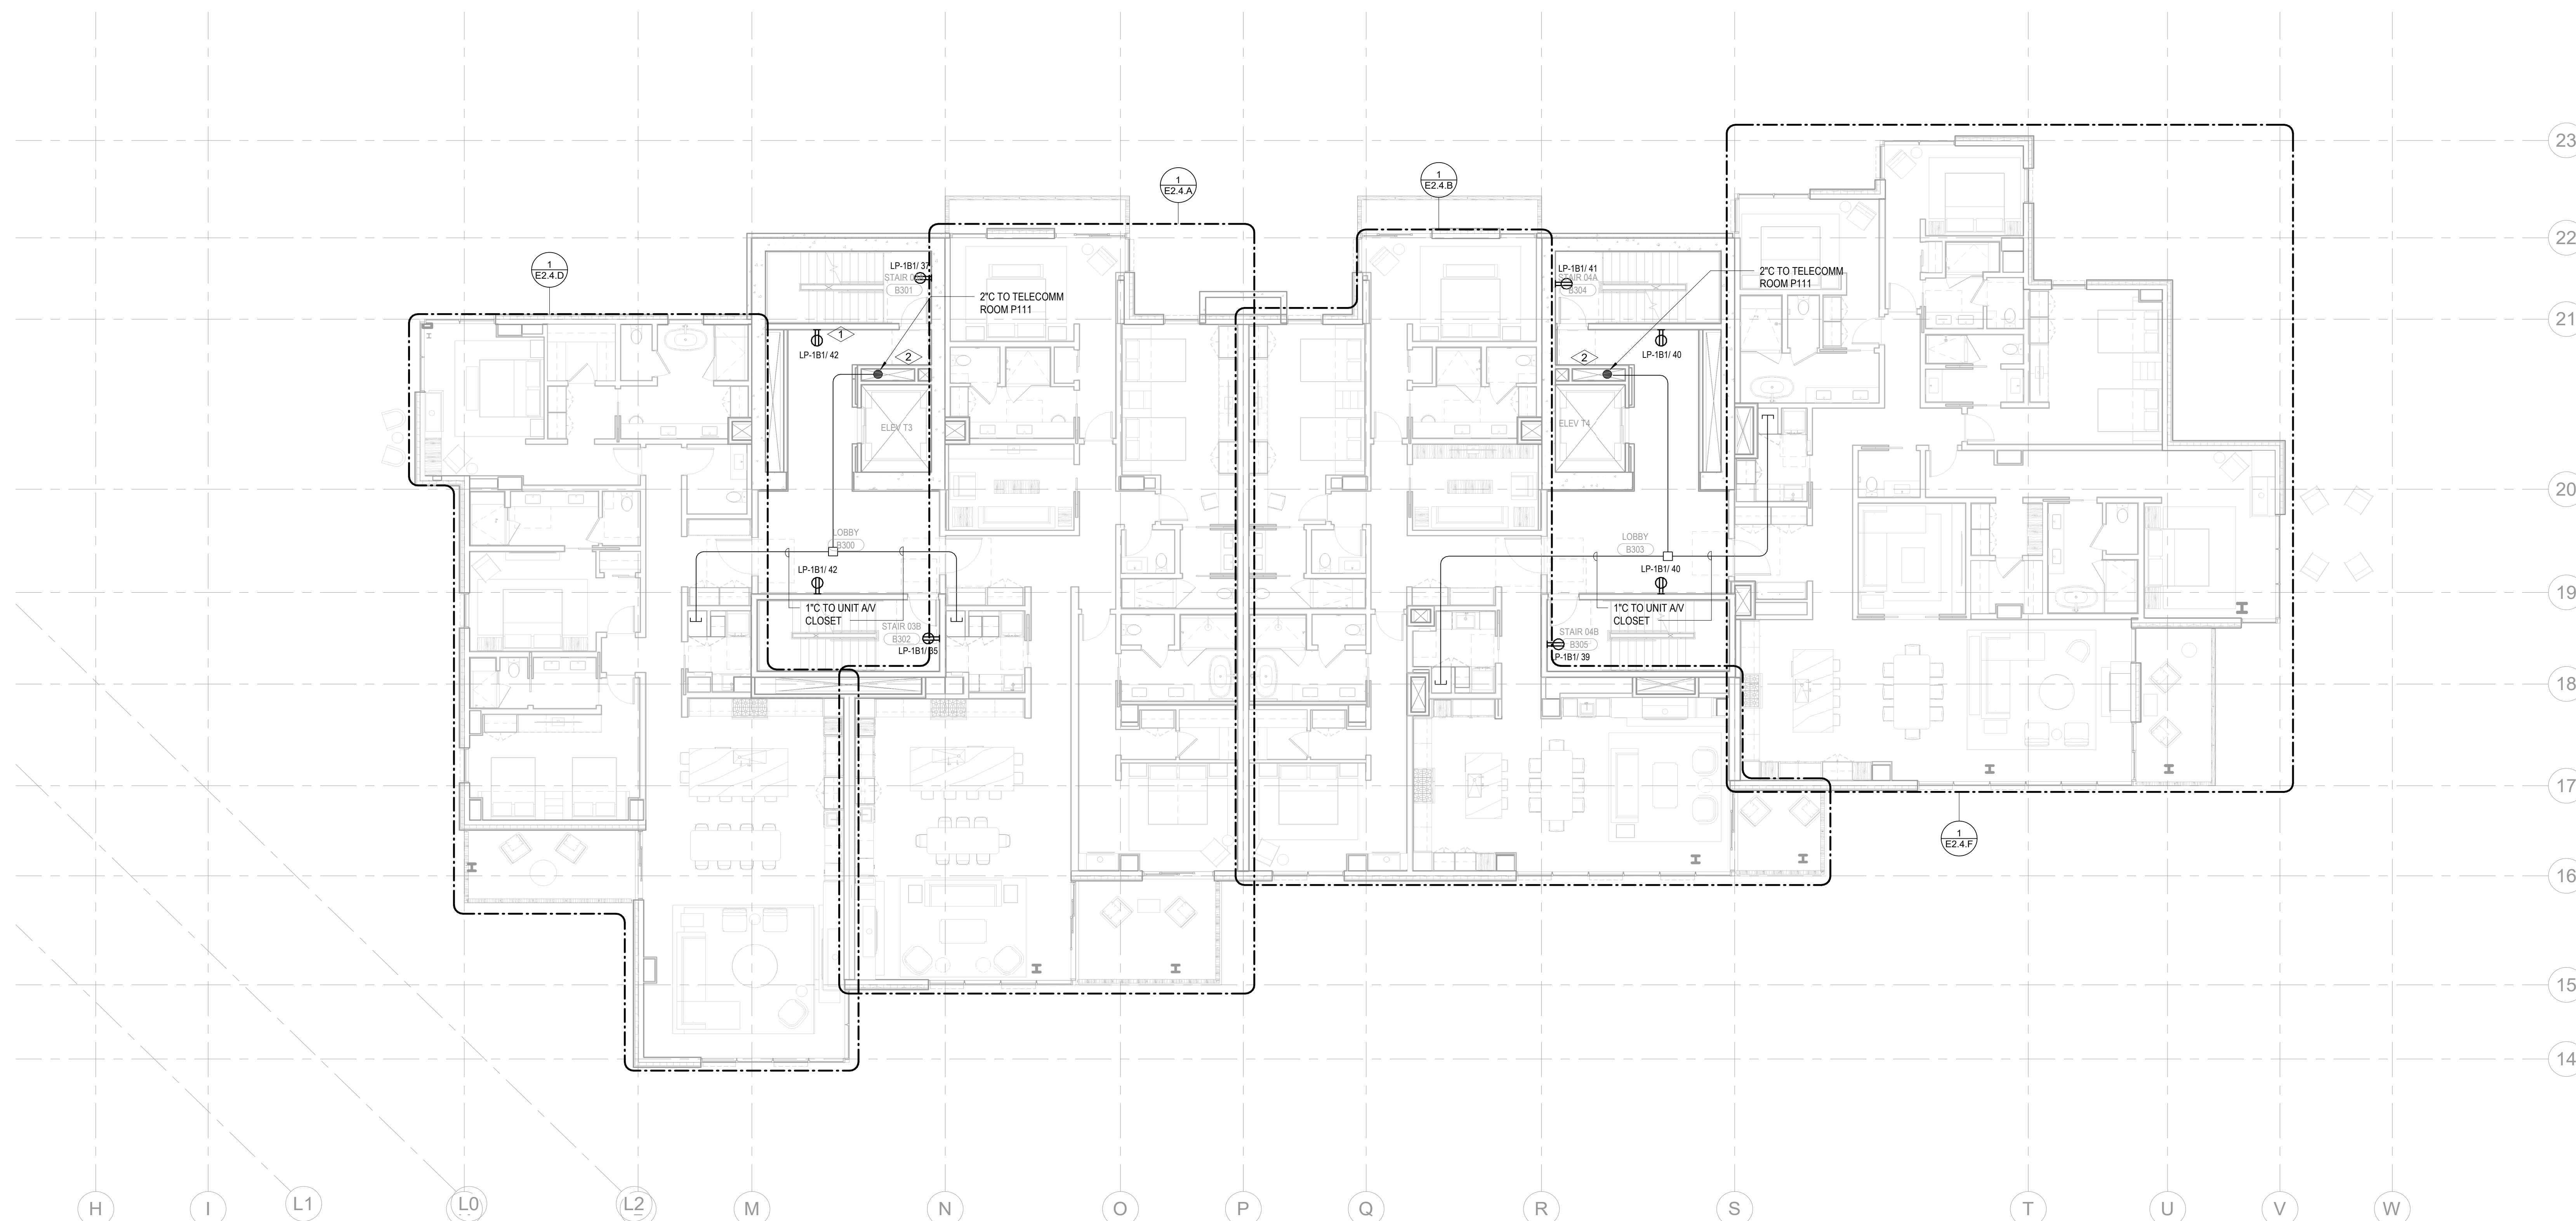 23
1
E2.4.A
1
E2.4.B
22
1
E2.4.D
LP-1B1/ 37
STAIR 0
B301
2"C TO TELECOMM
ROOM P111
LP-1B1/ 41
STAIR 04A
B304
2"C TO TELECOMM
ROOM P111
21
1
LP-1B1/ 42
2
2
LP-1B1/ 40
ELEV T3
ELEV T4
20
LOBBY
B300
LOBBY
B303
LP-1B1/ 42
LP-1B1/ 40
19
1"C TO UNIT A/V
CLOSET
1"C TO UNIT A/V
CLOSET
STAIR 03B
B302
LP-1B1/ 35
STAIR 04B
B305
LP-1B1/ 39
18
17
1
E2.4.F
16
15
14
H
I
L1
L0
L2
M
N
O
P
Q
R
S
T
U
V
W